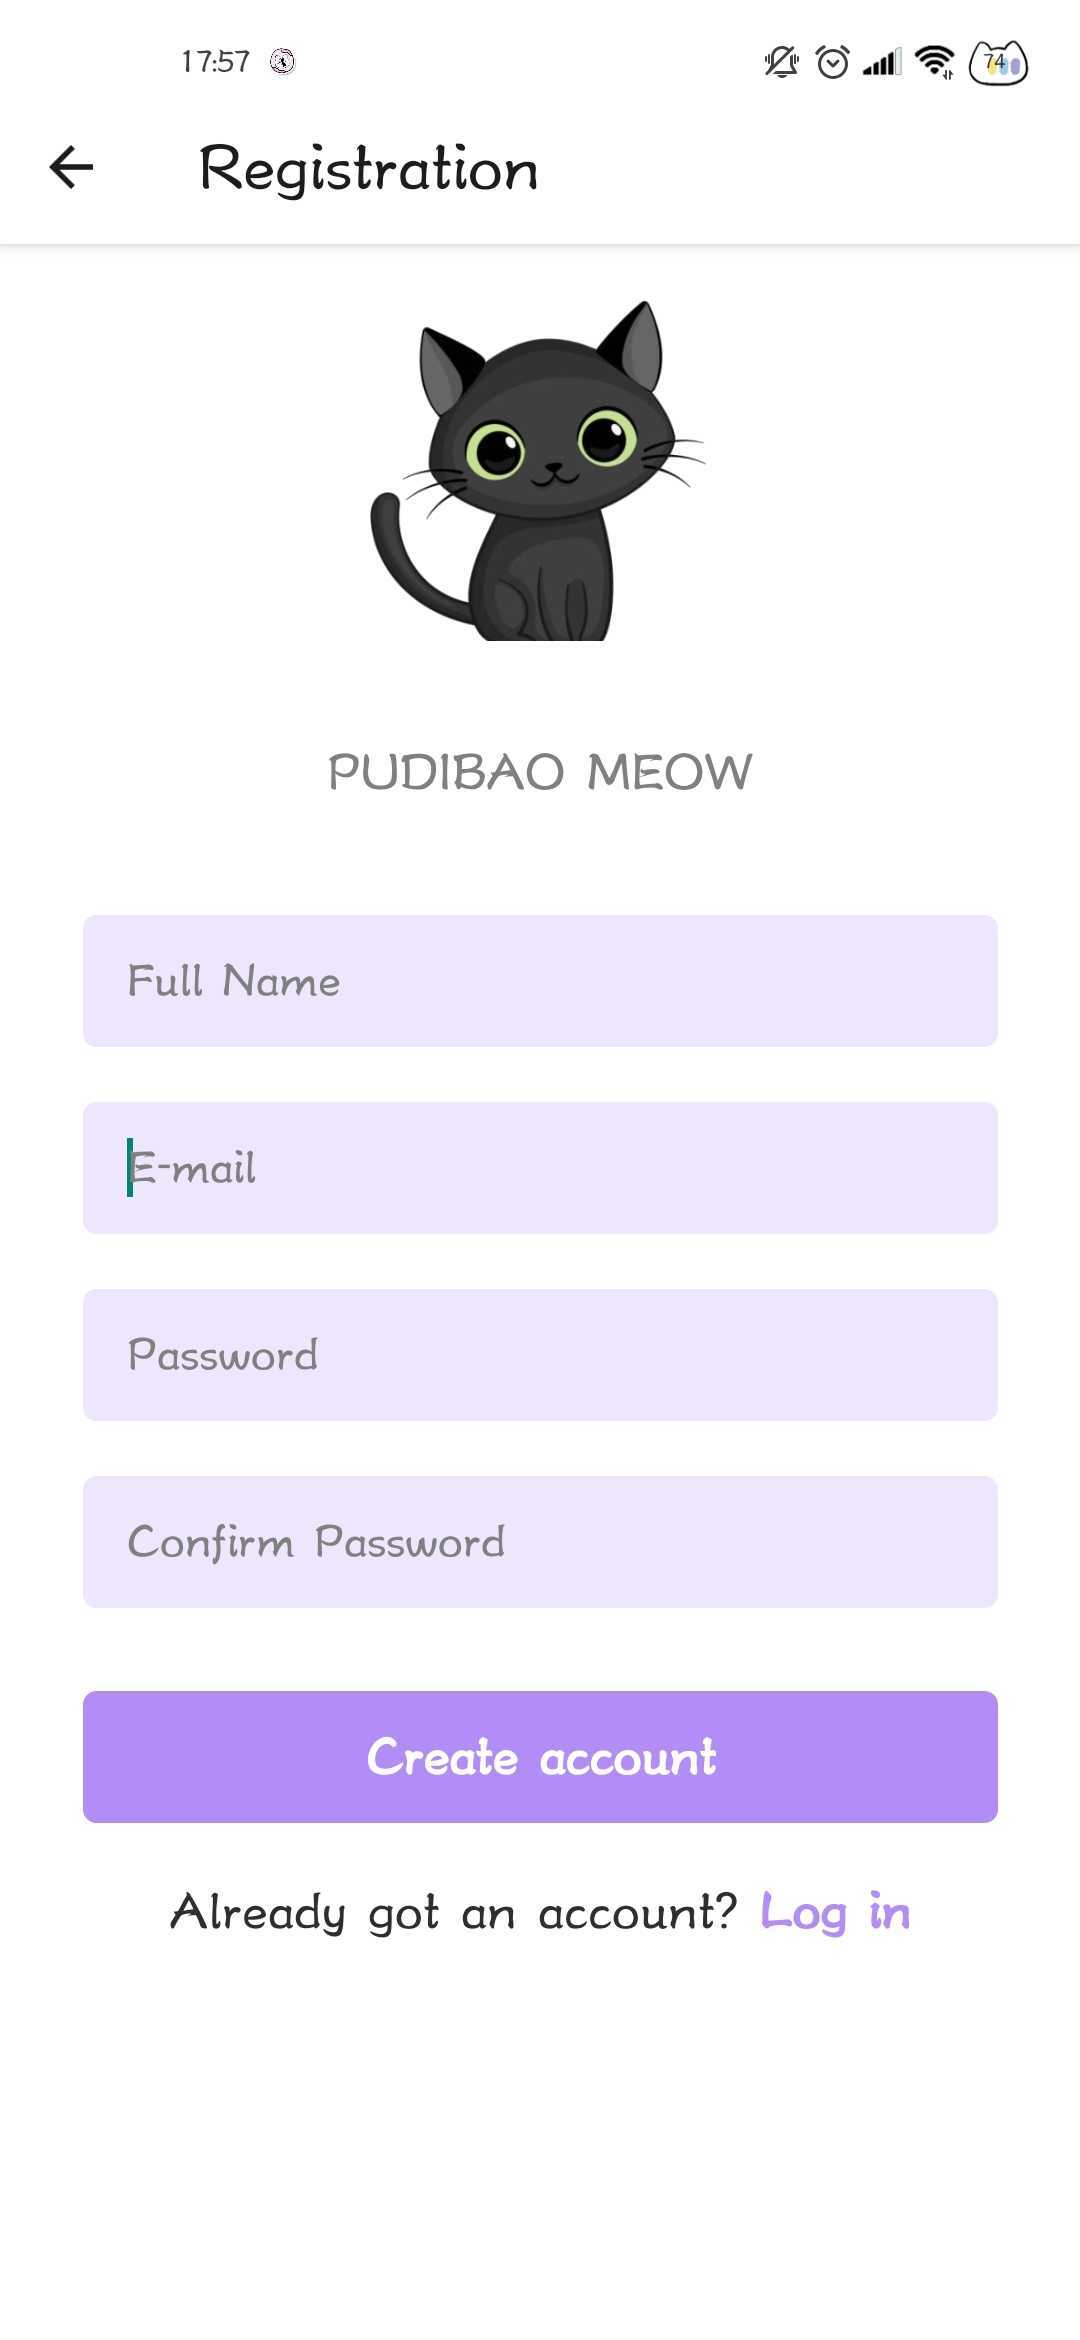 17:57
74
Registration
PUDIBAO MEOW
Full Name
E-mail
Password
Confirm Password
Create account
Already got an account? Log in